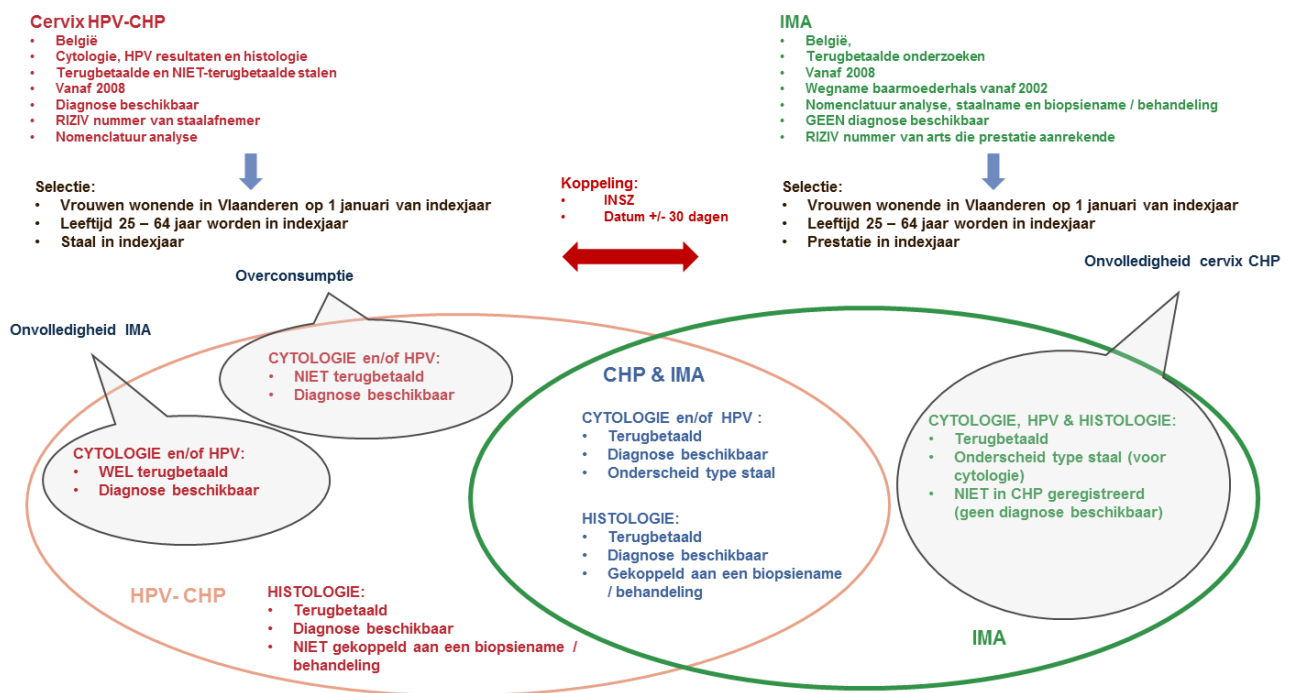 Cervix HPV-CHP
• België
• Cytologie, HPV resultaten en histologie
• Terugbetaalde en NIET-terugbetaalde stalen
• Vanaf 2008
• Diagnose beschikbaar
• RIZIV nummer van staalafnemer
• Nomenclatuur analyse
IMA
• België,
• Terugbetaalde onderzoeken
• Vanaf 2008
• Wegname baarmoederhals vanaf 2002
• Nomenclatuur analyse, staalname en biopsiename / behandeling
• GEEN diagnose beschikbaar
• RIZIV nummer van arts die prestatie aanrekende
Selectie:
• Vrouwen wonende in Vlaanderen op 1 januari van indexjaar
• Leeftijd 25 – 64 jaar worden in indexjaar
• Staal in indexjaar
Koppeling:
• INSZ
• Datum +/- 30 dagen
Selectie:
• Vrouwen wonende in Vlaanderen op 1 januari van indexjaar
• Leeftijd 25 – 64 jaar worden in indexjaar
• Prestatie in indexjaar
Onvolledigheid cervix CHP
Overconsumptie
Onvolledigheid IMA
CYTOLOGIE en/of HPV:
• NIET terugbetaald
• Diagnose beschikbaar
CYTOLOGIE en/of HPV:
• WEL terugbetaald
• Diagnose beschikbaar
CHP & IMA
CYTOLOGIE en/of HPV :
• Terugbetaald
• Diagnose beschikbaar
• Onderscheid type staal
HISTOLOGIE:
• Terugbetaald
• Diagnose beschikbaar
• Gekoppeld aan een biopsiename
/ behandeling
CYTOLOGIE, HPV & HISTOLOGIE:
• Terugbetaald
• Onderscheid type staal (voor
cytologie)
• NIET in CHP geregistreerd
(geen diagnose beschikbaar)
HPV- CHP
HISTOLOGIE:
• Terugbetaald
• Diagnose beschikbaar
• NIET gekoppeld aan een biopsiename /
behandeling
IMA